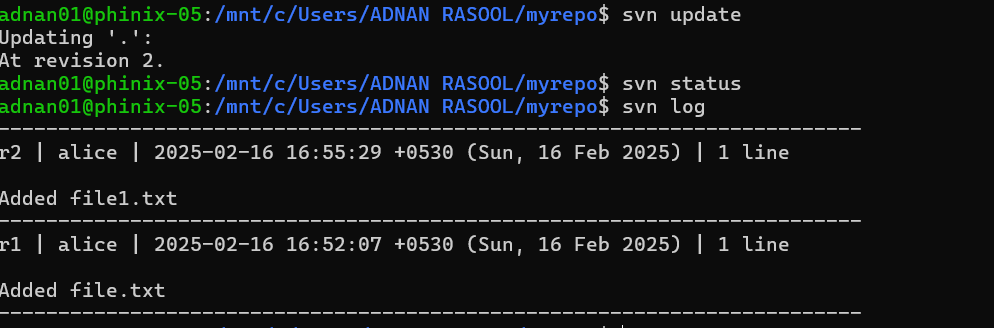 adnan01@phinix-05:/mnt/c/Users/ADNAN RASOOL/myrepo$ svn update
Updating '.':
At revision 2.
adnan01@phinix-05:/mnt/c/Users/ADNAN RASOOL/myrepo$ svn status
adnan01@phinix-05:/mnt/c/Users/ADNAN RASOOL/myrepo$ svn log
------------------------------------------------------------------------
r2 | alice | 2025-02-16 16:55:29 +0530 (Sun, 16 Feb 2025) | 1 line
Added file1.txt
------------------------------------------------------------------------
r1 | alice | 2025-02-16 16:52:07 +0530 (Sun, 16 Feb 2025) | 1 line
Added file.txt
------------------------------------------------------------------------